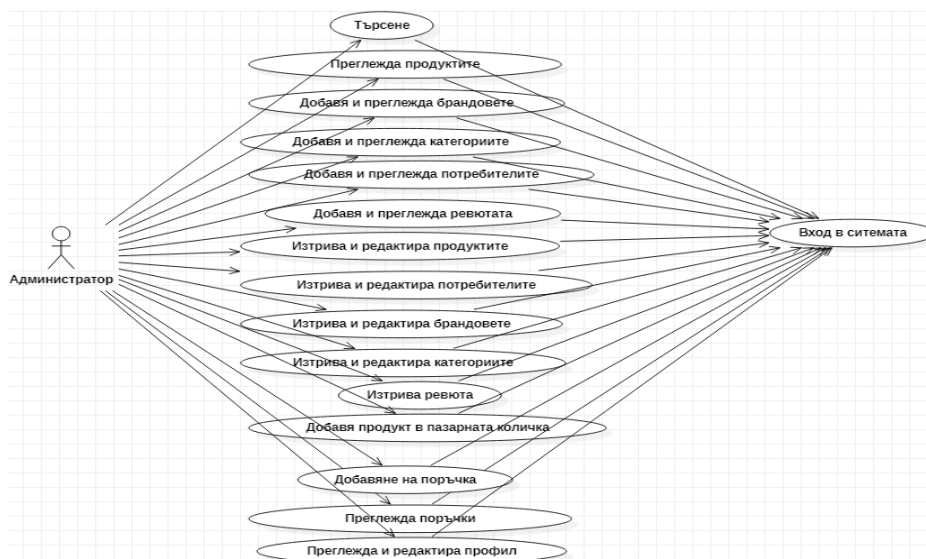 Търсене
Преглежда продуктите
Добавя и преглежда брандовете
Добавя и преглежда категориите
Добавя и преглежда потребителите
Добавя и преглежда ревютата
Вход в ситемата
Изтрива и редактира продуктите
Администратор
Изтрива и редактира потребителите
Изтрива и редактира брандовете
Изтрива и редактира категориите
Изтрива ревюта
Добавя продукт в пазарната количка
Добавяне на поръчка
Преглежда поръчки
Преглежда и редактира профил